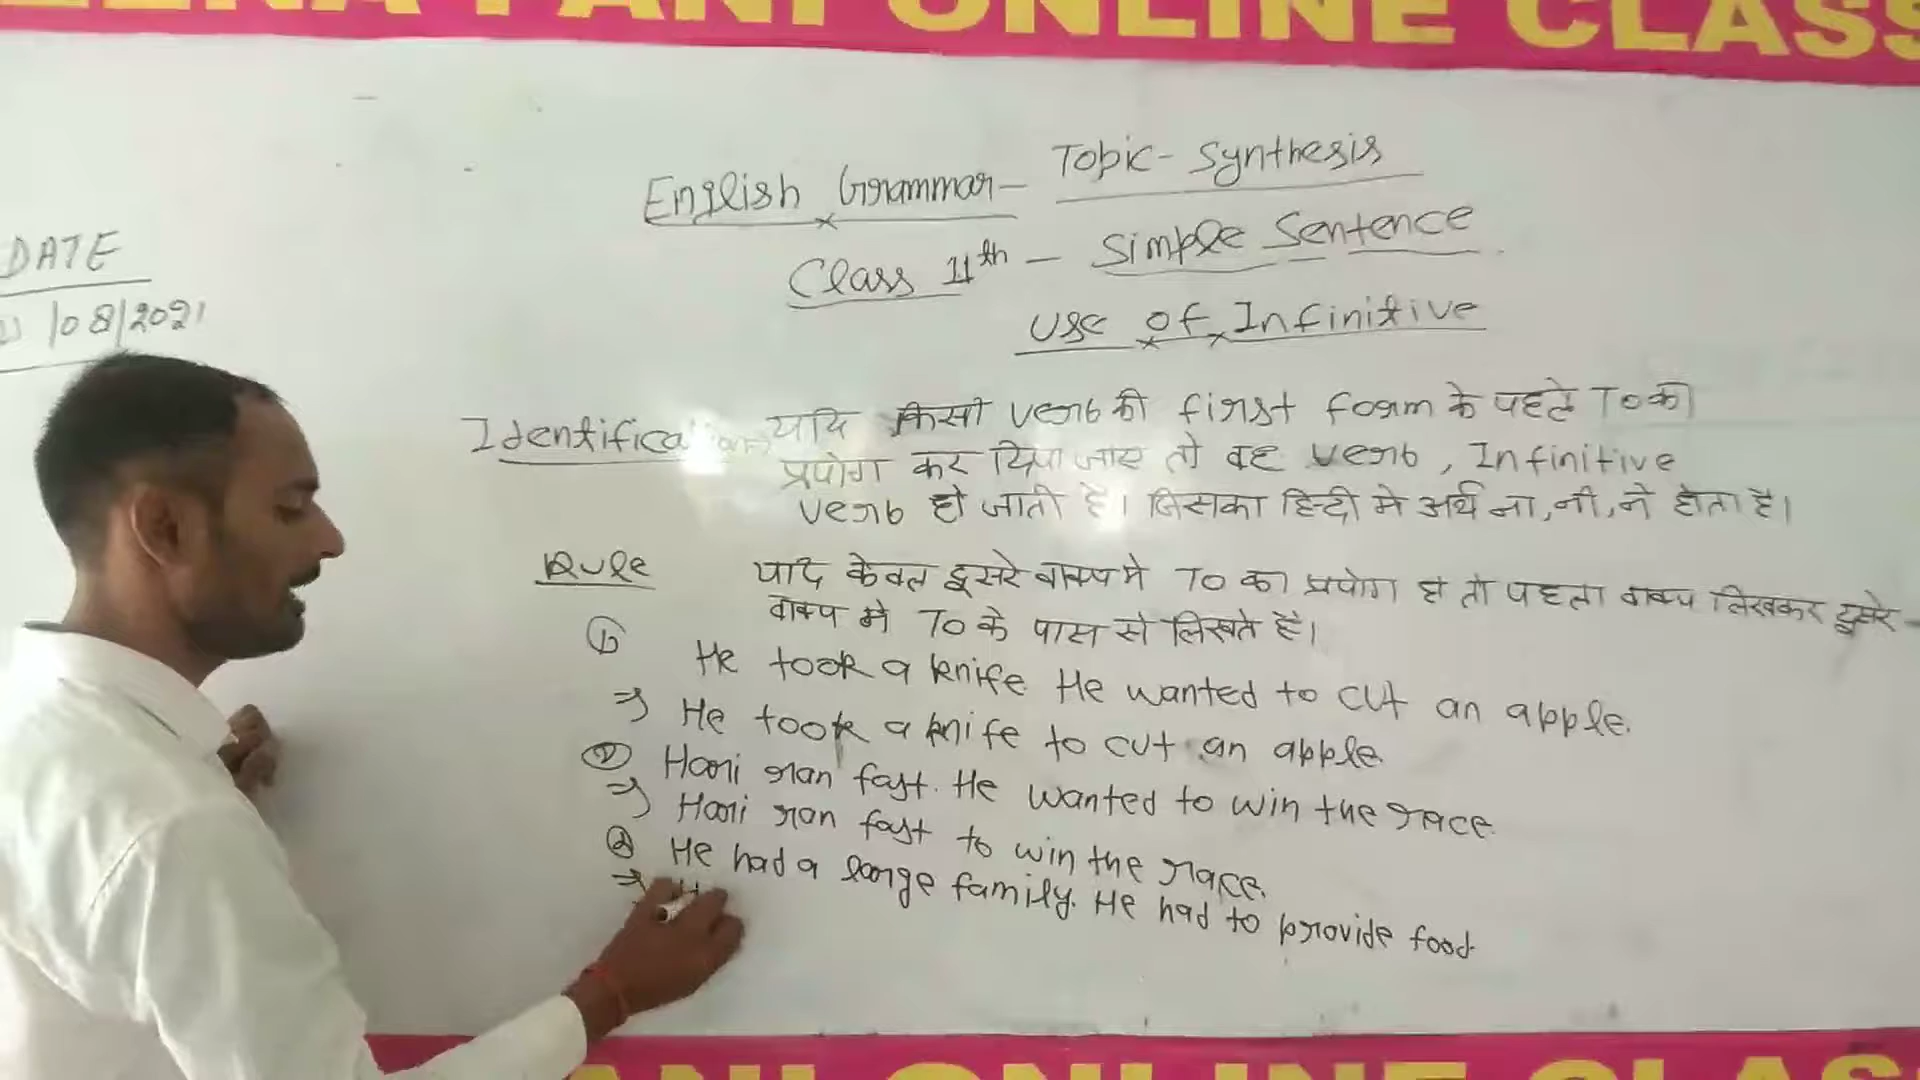 PANI ONLINE CLASS
English Grammar- Topic- Synthesis
Class 11th - Simple Sentence
Use of Infinitive
DATE
/08/2021
Identification यदि किसी verb की first form के पहले To का
प्रयोग कर दिया जाए तो वह verb, Infinitive
verb हो जाती है। जिसका हिन्दी मे अर्थ ना,नी,ने होता है।
Rule यदि केवल दूसरे वाक्य मे To का प्रयोग हो तो पहला वाक्य लिखकर दूसरे-
वाक्य मे To के पास से लिखते है।
① He took a knife. He wanted to cut an apple.
⇒ He took a knife to cut an apple.
② Hari ran fast. He wanted to win the race.
⇒ Hari ran fast to win the race.
③ He had a large family. He had to provide food.
⇒ H
PANI ONLINE CLASS